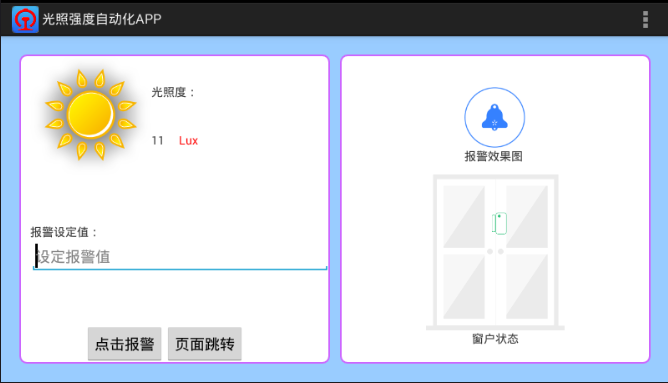 光照强度自动化APP
光照度：
11 Lux
报警设定值：
设定报警值
点击报警 页面跳转
报警效果图
窗户状态